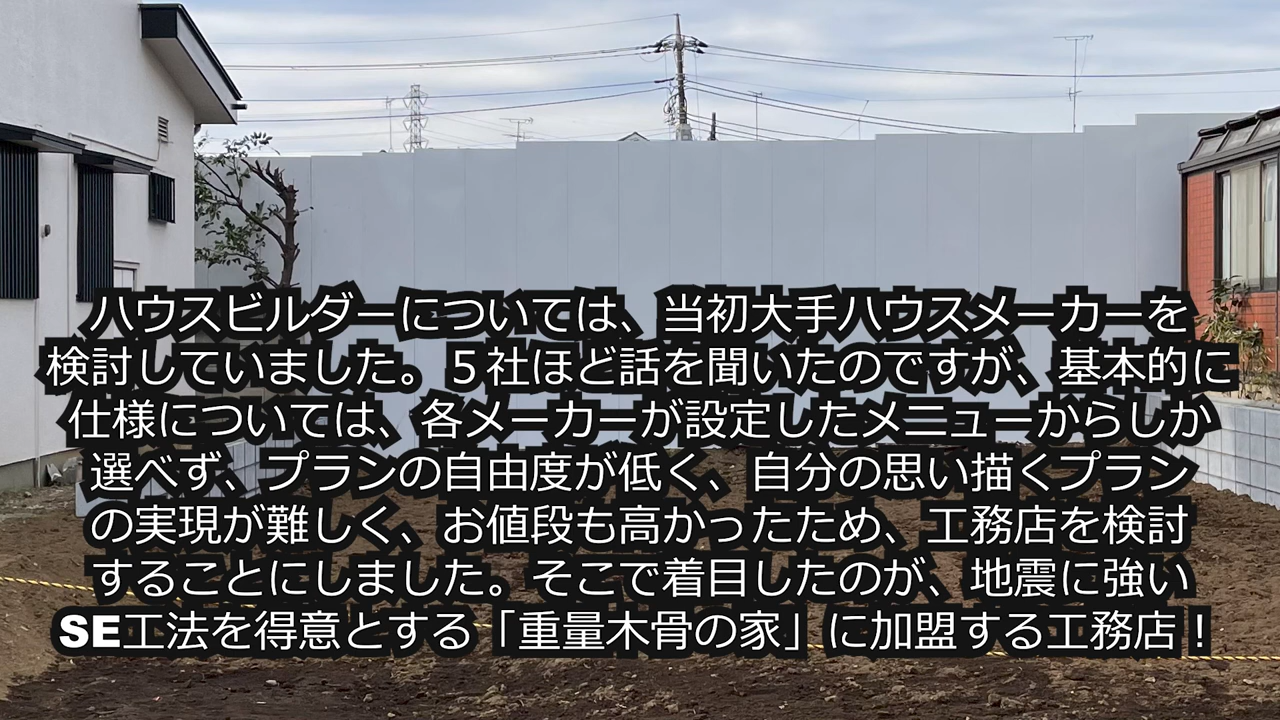 ハウスビルダーについては、当初大手ハウスメーカーを
検討していました。５社ほど話を聞いたのですが、基本的に
仕様については、各メーカーが設定したメニューからしか
選べず、プランの自由度が低く、自分の思い描くプラン
の実現が難しく、お値段も高かったため、工務店を検討
することにしました。そこで着目したのが、地震に強い
SE工法を得意とする「重量木骨の家」に加盟する工務店！